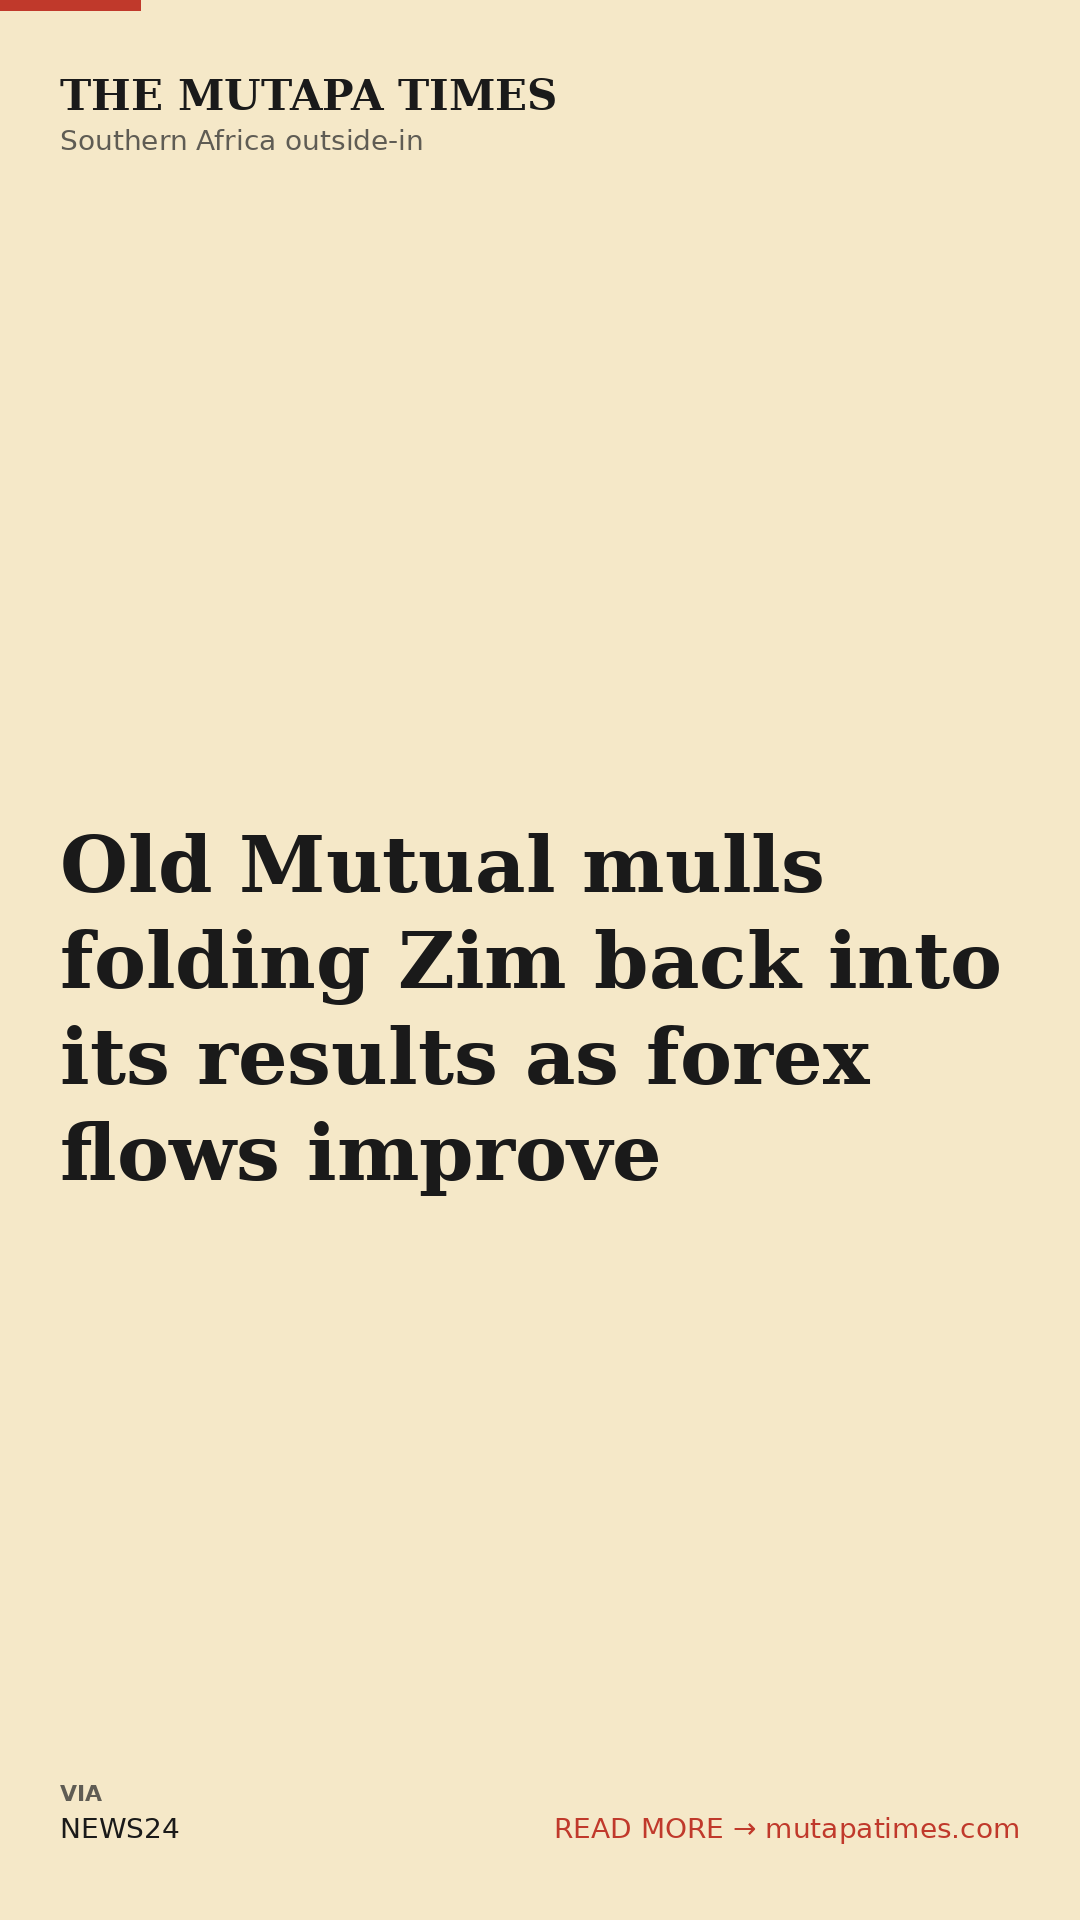 THE MUTAPA TIMES
Southern Africa outside-in
Old Mutual mulls
folding Zim back into
its results as forex
flows improve
VIA
NEWS24
READ MORE → mutapatimes.com